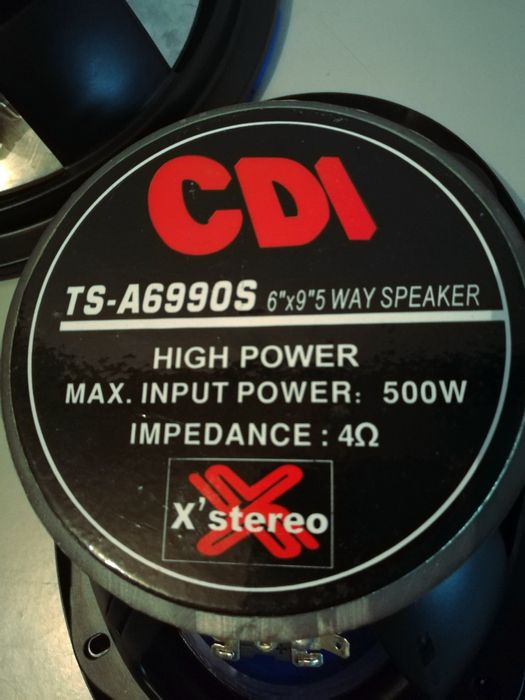 CDI
TS-A6990S 6"x9"5 WAY SPEAKER
HIGH POWER
MAX. INPUT POWER: 500W
IMPEDANCE : 4Ω
X'stereo